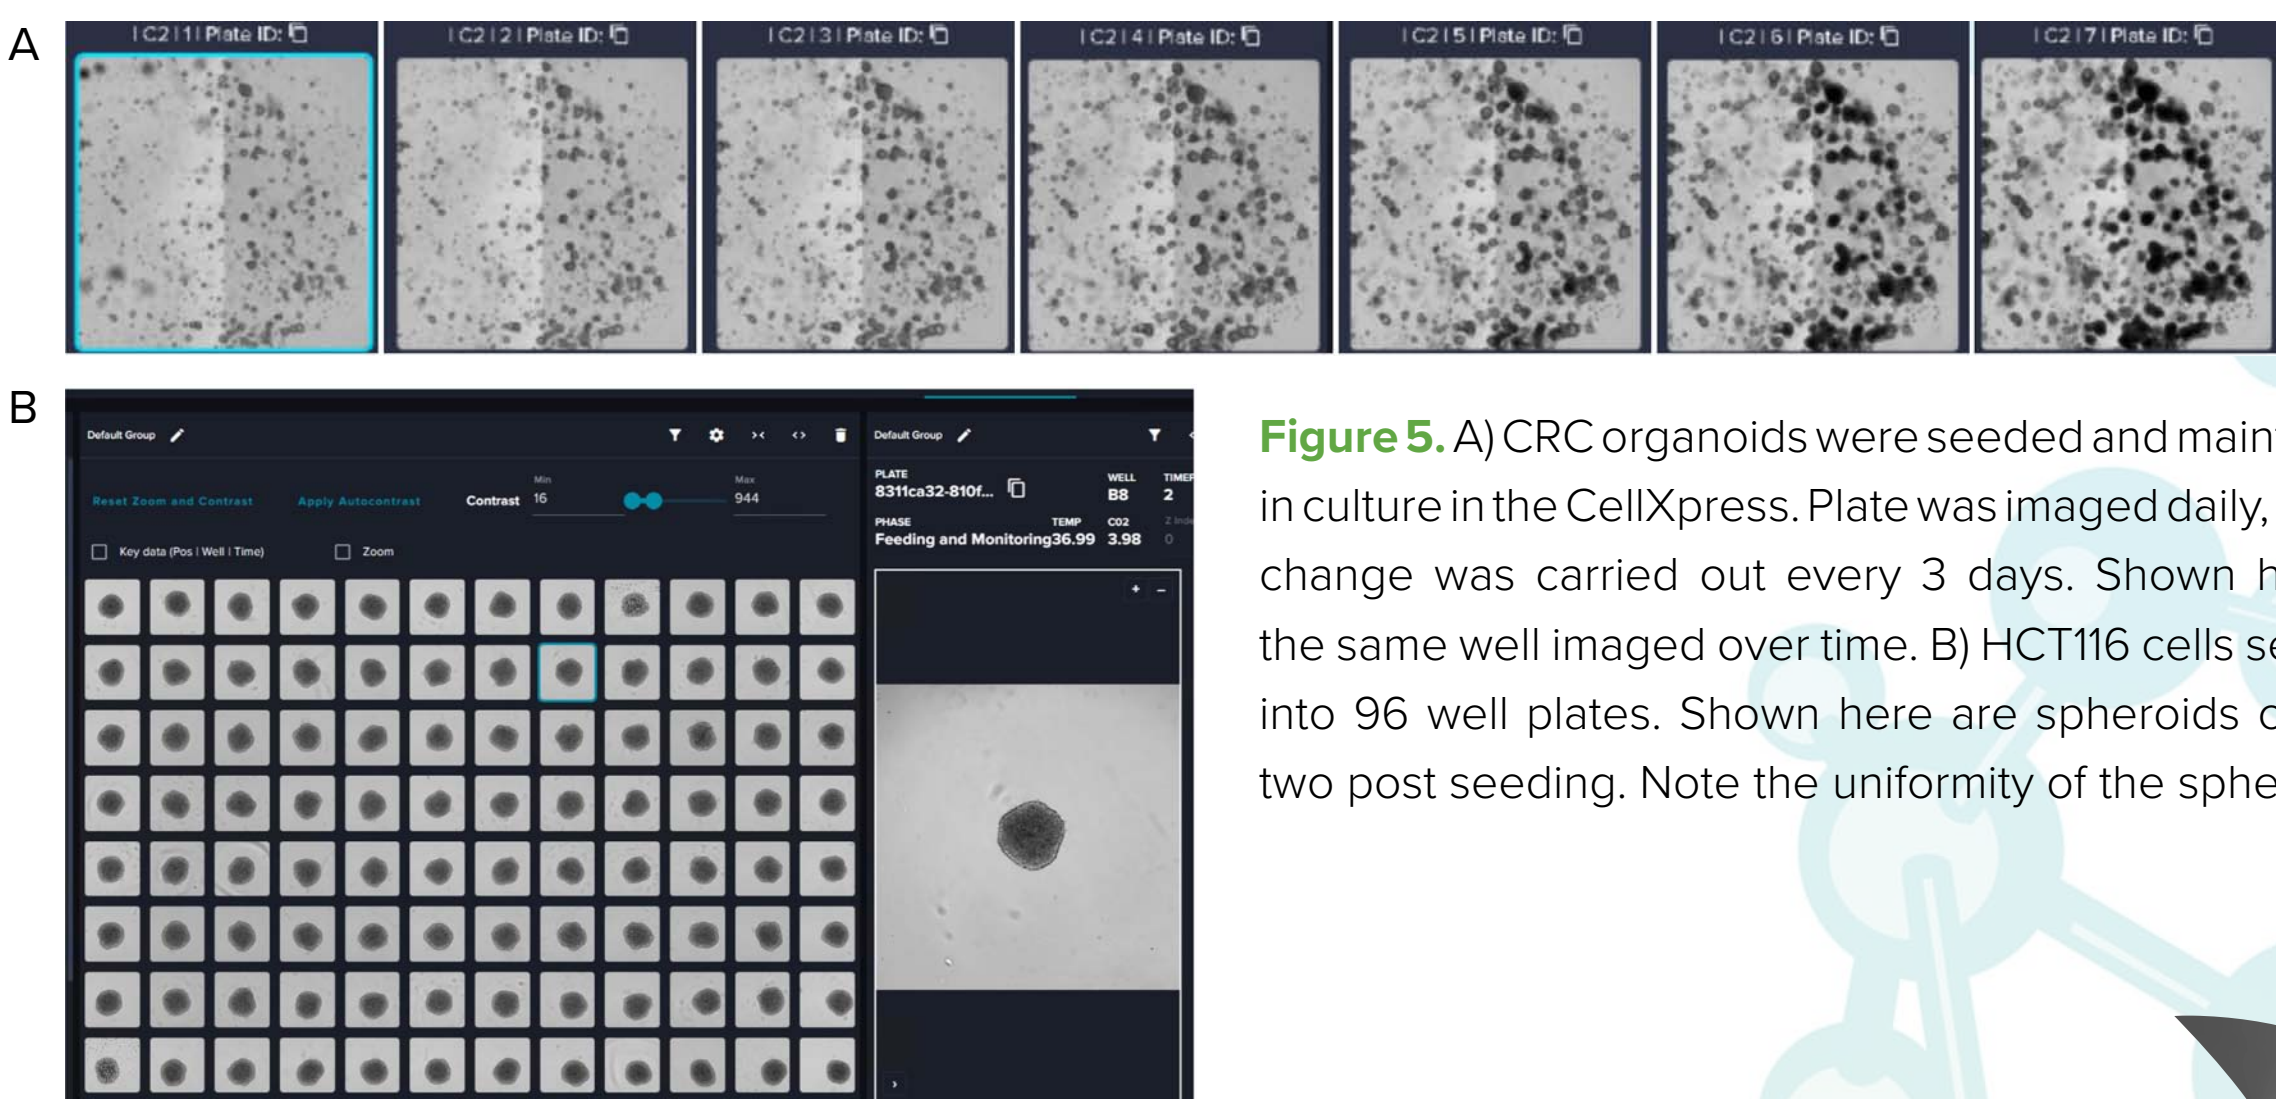 A
| C2 | 1 | Plate ID:
| C2 | 2 | Plate ID:
| C2 | 3 | Plate ID:
| C2 | 4 | Plate ID:
| C2 | 5 | Plate ID:
| C2 | 6 | Plate ID:
| C2 | 7 | Plate ID:
B
Default Group
Reset Zoom and Contrast Apply Autocontrast Contrast Min 16 Max 944
Key data (Pos | Well | Time) Zoom
Default Group
PLATE WELL TIMEF
8311ca32-810f... B8 2
PHASE TEMP CO2 Z Inde
Feeding and Monitoring 36.99 3.98 0
Figure 5. A) CRC organoids were seeded and main
in culture in the CellXpress. Plate was imaged daily,
change was carried out every 3 days. Shown h
the same well imaged over time. B) HCT116 cells se
into 96 well plates. Shown here are spheroids
two post seeding. Note the uniformity of the sphe